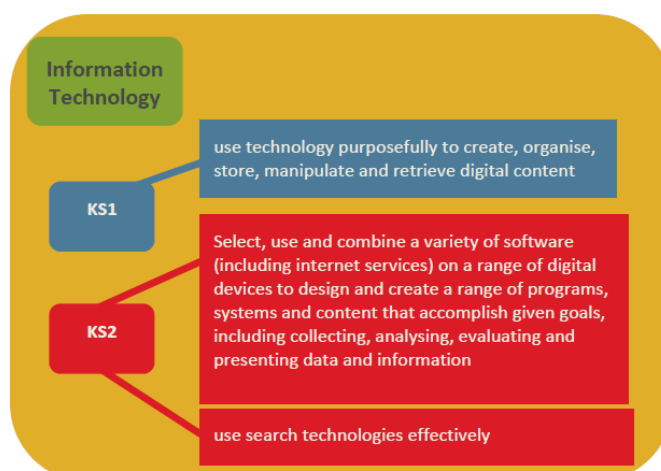 Information
Technology
use technology purposefully to create, organise,
store, manipulate and retrieve digital content
KS1
Select, use and combine a variety of software
(including internet services) on a range of digital
devices to design and create a range of programs,
systems and content that accomplish given goals,
including collecting, analysing, evaluating and
presenting data and information
KS2
use search technologies effectively